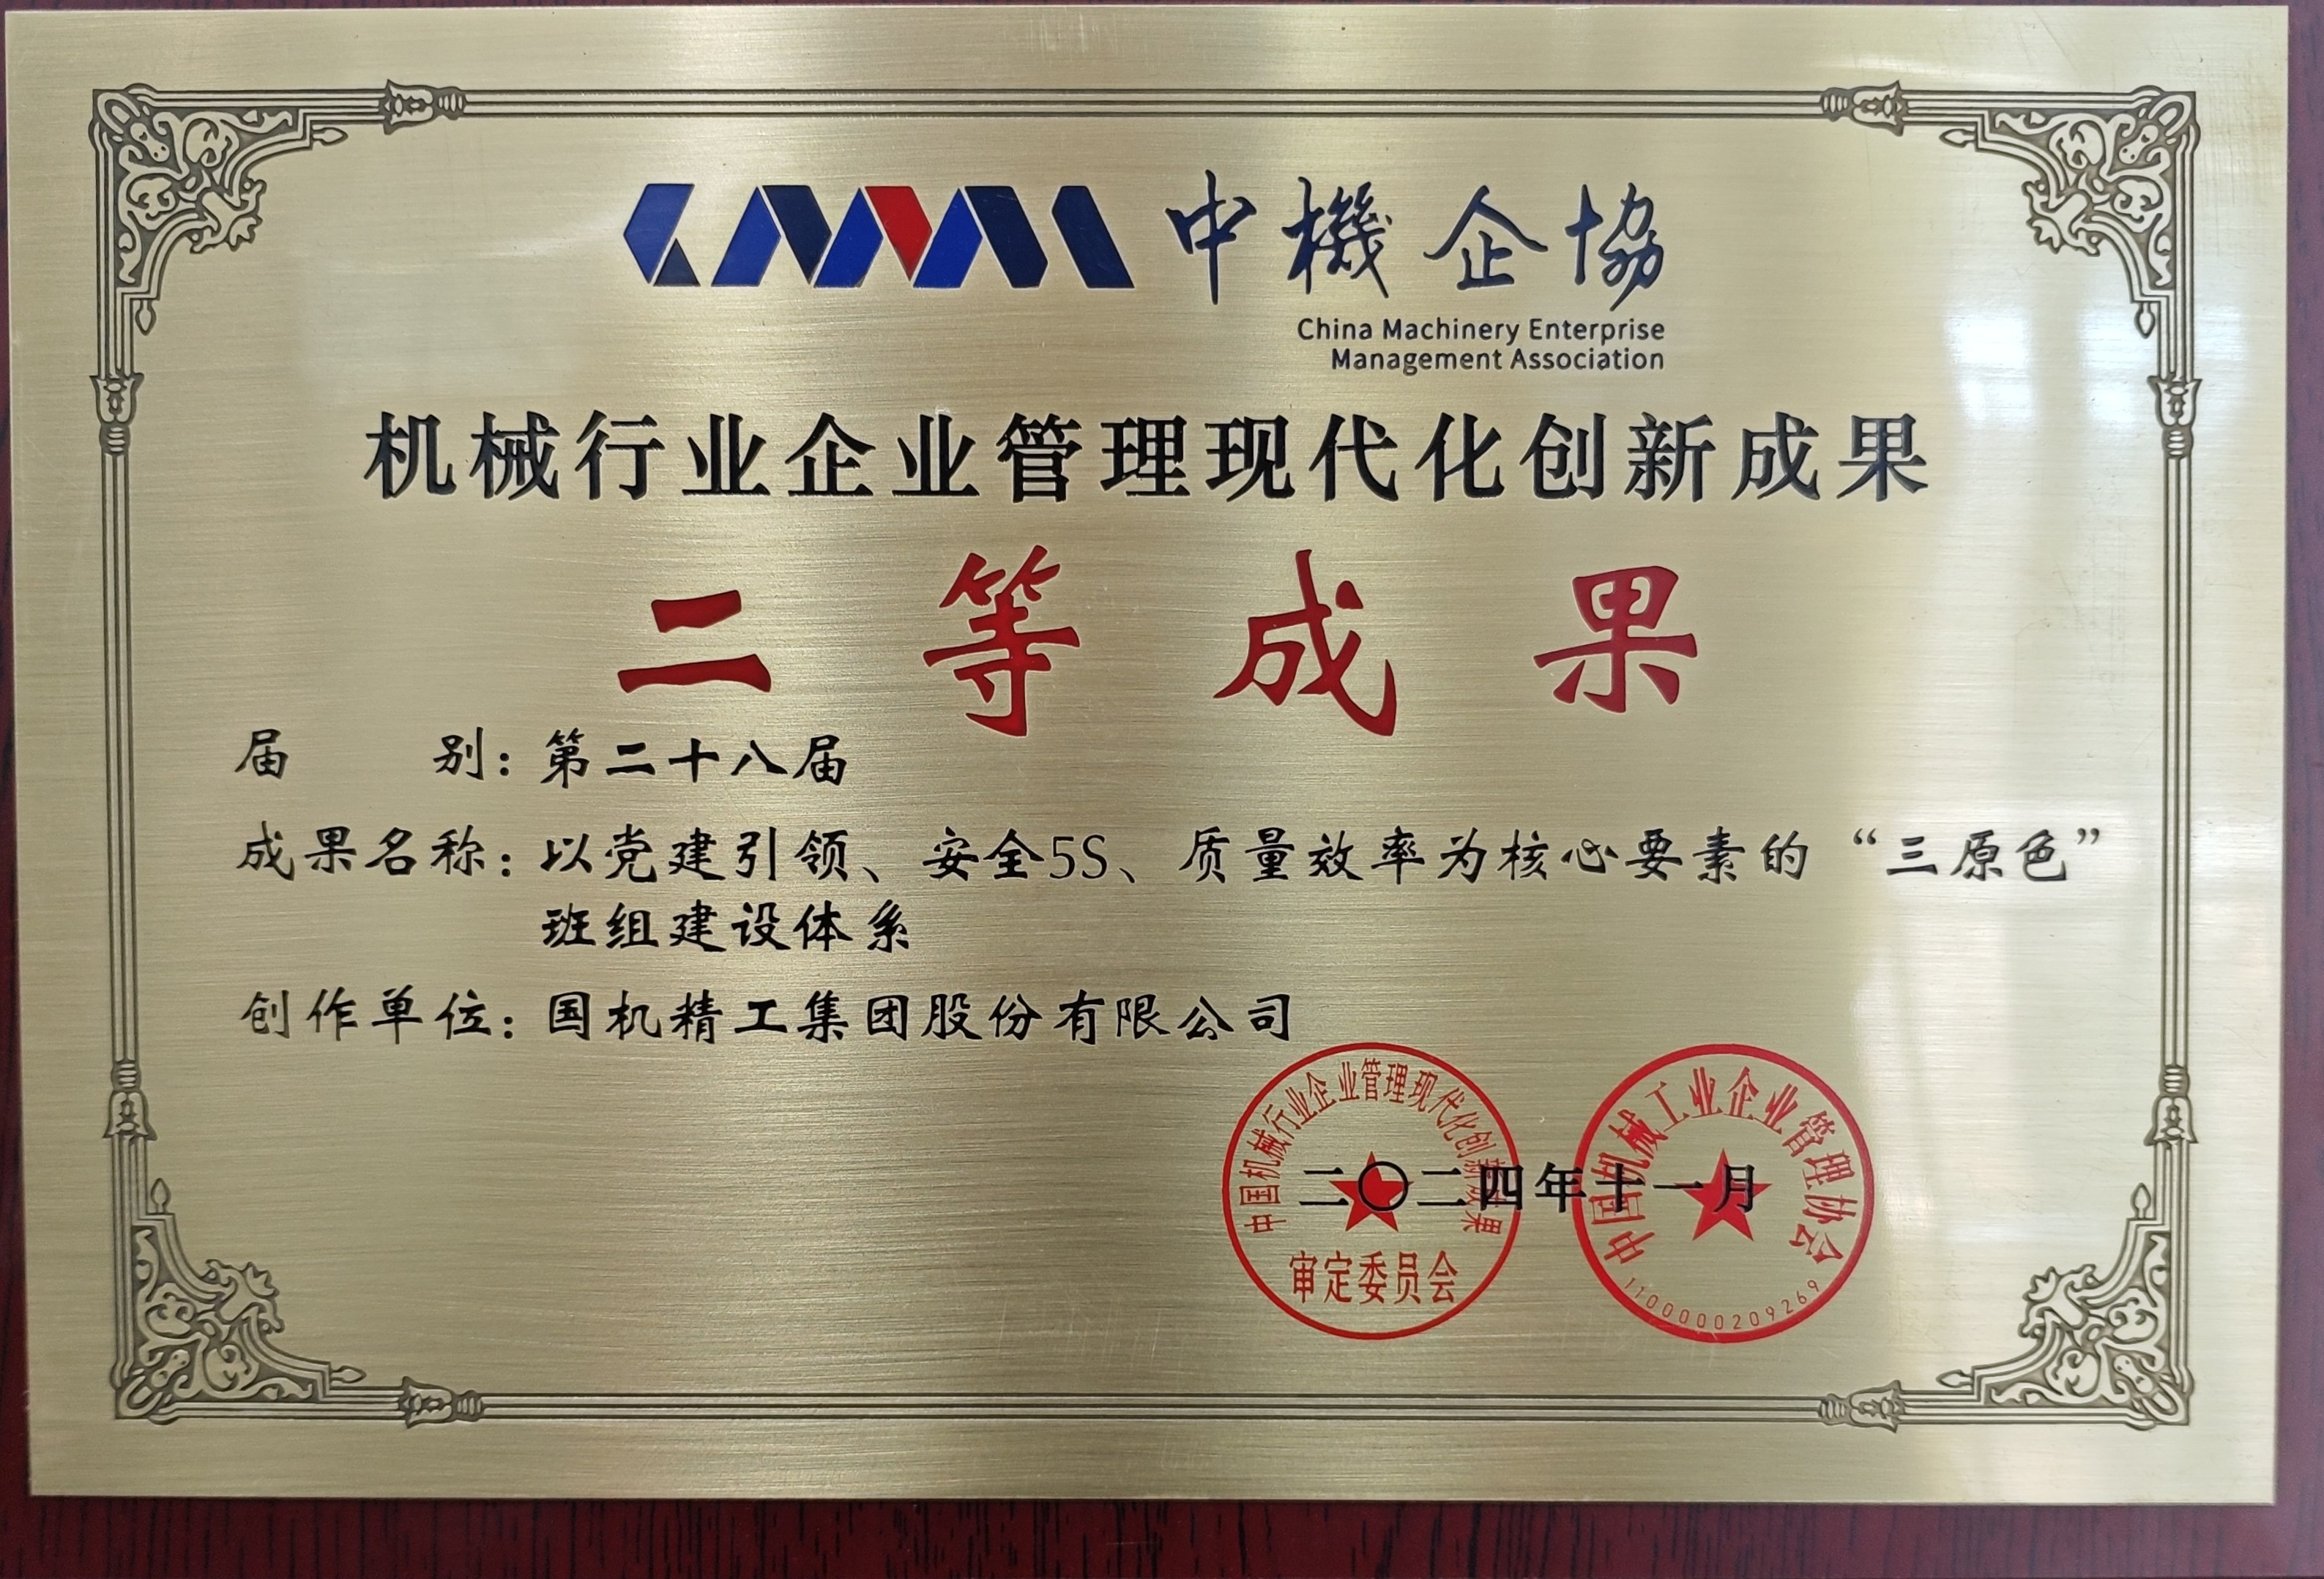 CMM 中機企協
China Machinery Enterprise
Management Association
机械行业企业管理现代化创新成果
二等成果
届别：第二十八届
成果名称：以党建引领、安全5S、质量效率为核心要素的“三原色”
班组建设体系
创作单位：国机精工集团股份有限公司
中国机械行业企业管理现代化创新成果
审定委员会
中国机械工业企业管理协会
1100000209269
二〇二四年十一月